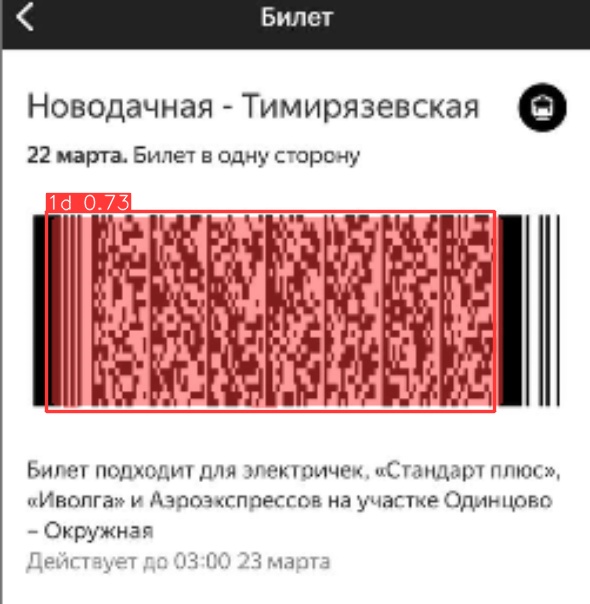 Билет
Новодачная - Тимирязевская
22 марта. Билет в одну сторону
1d 0.73
Билет подходит для электричек, «Стандарт плюс»,
«Иволга» и Аэроэкспрессов на участке Одинцово
– Окружная
Действует до 03:00 23 марта